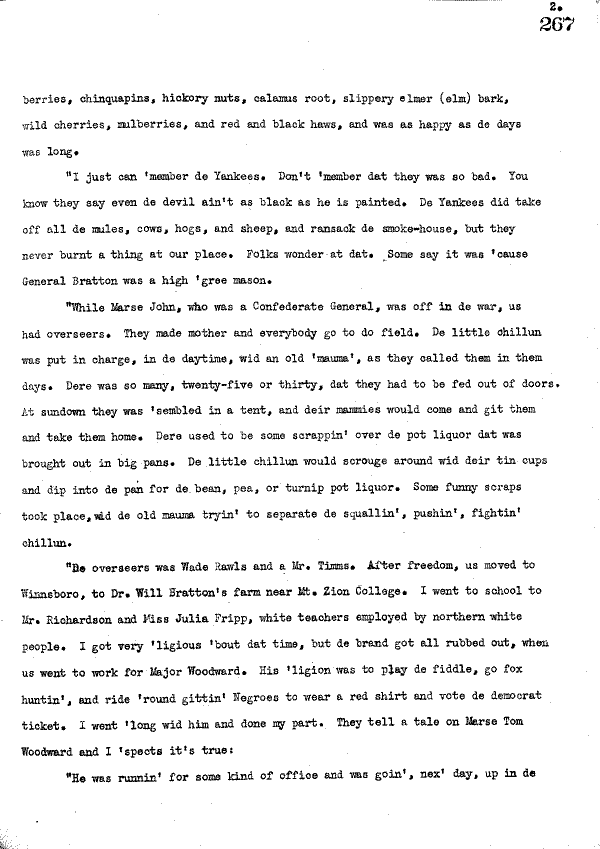 2.
267
berries, chinquapins, hickory nuts, calamus root, slippery elmer (elm) bark,
wild cherries, mulberries, and red and black haws, and was as happy as de days
was long.
"I just can 'member de Yankees. Don't 'member dat they was so bad. You
know they say even de devil ain't as black as he is painted. De Yankees did take
off all de mules, cows, hogs, and sheep, and ransack de smoke-house, but they
never burnt a thing at our place. Folks wonder at dat. Some say it was 'cause
General Bratton was a high 'gree mason.
"While Marse John, who was a Confederate General, was off in de war, us
had overseers. They made mother and everybody go to do field. De little chillun
was put in charge, in de daytime, wid an old 'mauma', as they called them in them
days. Dere was so many, twenty-five or thirty, dat they had to be fed out of doors.
At sundown they was 'sembled in a tent, and deir mammies would come and git them
and take them home. Dere used to be some scrappin' over de pot liquor dat was
brought out in big pans. De little chillun would scrouge around wid deir tin cups
and dip into de pan for de bean, pea, or turnip pot liquor. Some funny scraps
took place, wid de old mauma tryin' to separate de squallin', pushin', fightin'
chillun.
"De overseers was Wade Rawls and a Mr. Timms. After freedom, us moved to
Winnsboro, to Dr. Will Bratton's farm near Mt. Zion College. I went to school to
Mr. Richardson and Miss Julia Fripp, white teachers employed by northern white
people. I got very 'ligious 'bout dat time, but de brand got all rubbed out, when
us went to work for Major Woodward. His 'ligion was to play de fiddle, go fox
huntin', and ride 'round gittin' Negroes to wear a red shirt and vote de democrat
ticket. I went 'long wid him and done my part. They tell a tale on Marse Tom
Woodward and I 'spects it's true:
"He was runnin' for some kind of office and was goin', nex' day, up in de